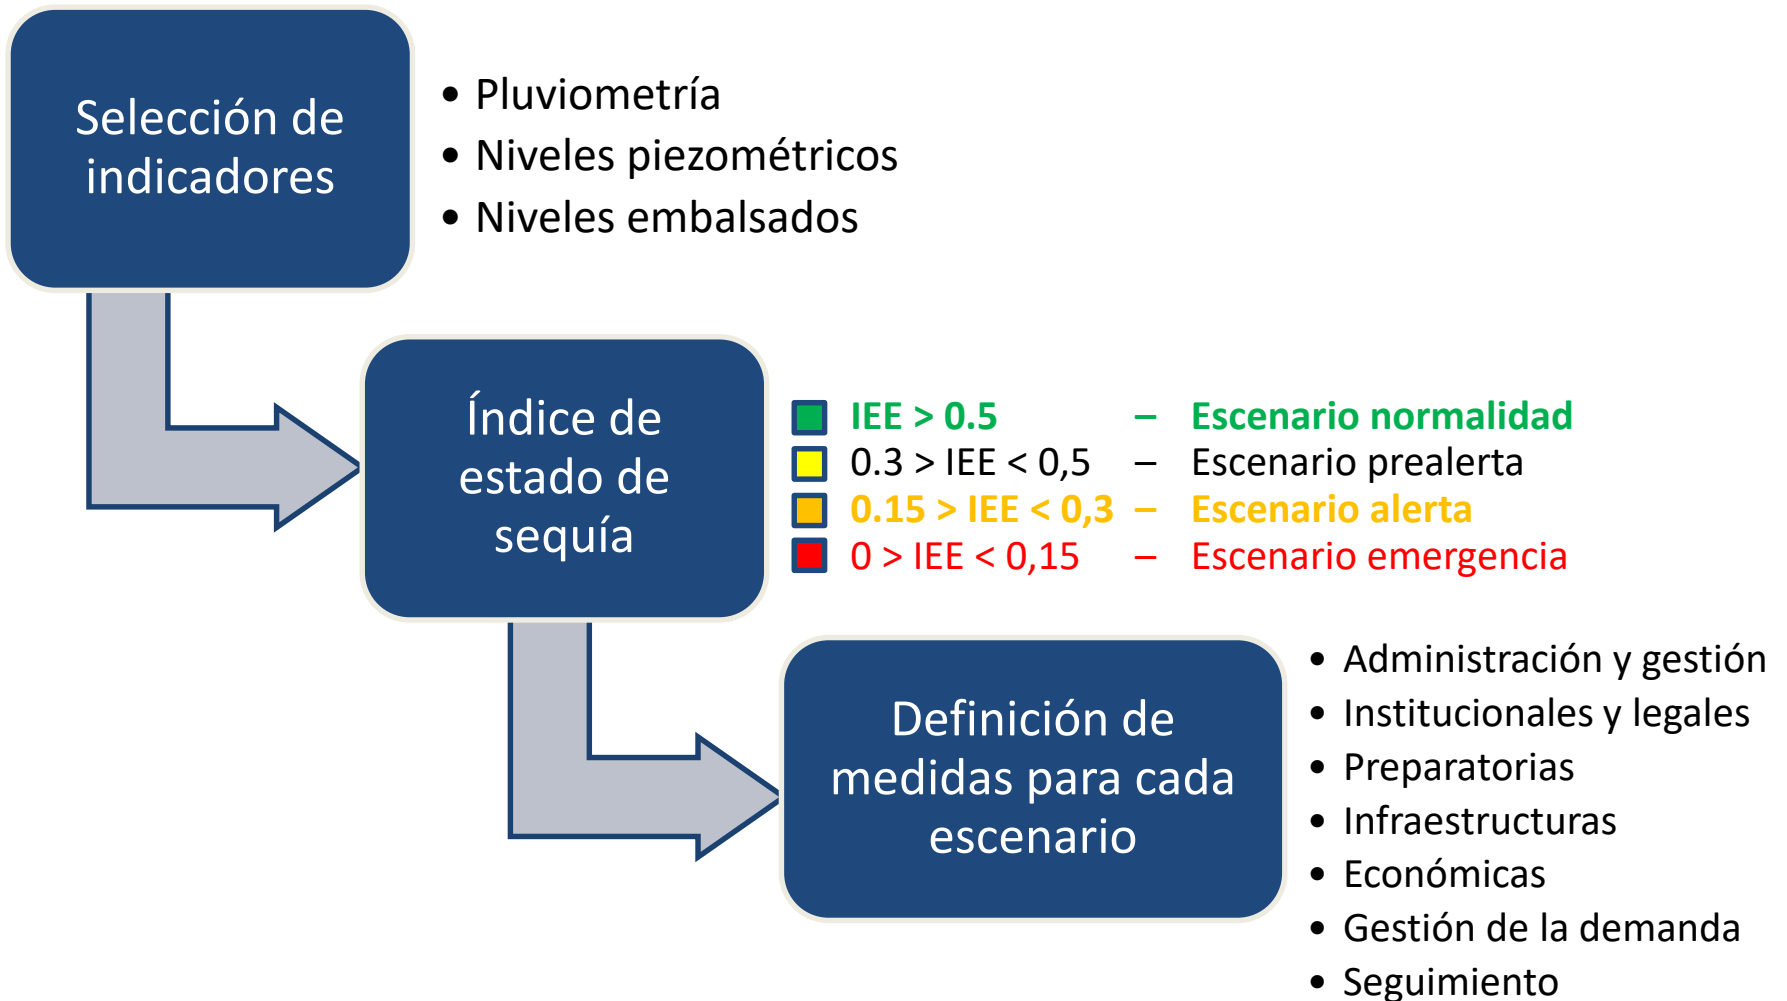 Selección de
indicadores
• Pluviometría
• Niveles piezométricos
• Niveles embalsados
Índice de
estado de
sequía
IEE > 0.5 – Escenario normalidad
0.3 > IEE < 0,5 – Escenario prealerta
0.15 > IEE < 0,3 – Escenario alerta
0 > IEE < 0,15 – Escenario emergencia
Definición de
medidas para cada
escenario
• Administración y gestión
• Institucionales y legales
• Preparatorias
• Infraestructuras
• Económicas
• Gestión de la demanda
• Seguimiento